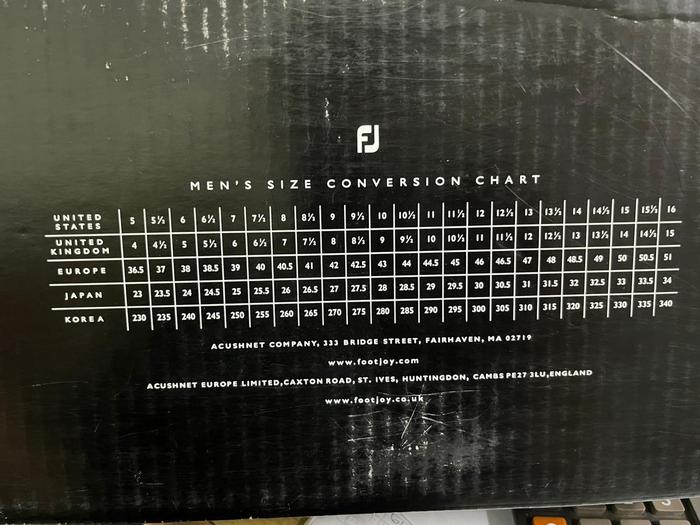 FJ
MEN'S SIZE CONVERSION CHART
UNITED STATES 5 5½ 6 6½ 7 7½ 8 8½ 9 9½ 10 10½ 11 11½ 12 12½ 13 13½ 14 14½ 15 15½ 16
UNITED KINGDOM 4 4½ 5 5½ 6 6½ 7 7½ 8 8½ 9 9½ 10 10½ 11 11½ 12 12½ 13 13½ 14 14½ 15
EUROPE 36.5 37 38 38.5 39 40 40.5 41 42 42.5 43 44 44.5 45 46 46.5 47 48 48.5 49 50 50.5 51
JAPAN 23 23.5 24 24.5 25 25.5 26 26.5 27 27.5 28 28.5 29 29.5 30 30.5 31 31.5 32 32.5 33 33.5 34
KOREA 230 235 240 245 250 255 260 265 270 275 280 285 290 295 300 305 310 315 320 325 330 335 340
ACUSHNET COMPANY, 333 BRIDGE STREET, FAIRHAVEN, MA 02719
www.footjoy.com
ACUSHNET EUROPE LIMITED,CAXTON ROAD, ST. IVES, HUNTINGDON, CAMBS PE27 3LU,ENGLAND
www.footjoy.co.uk